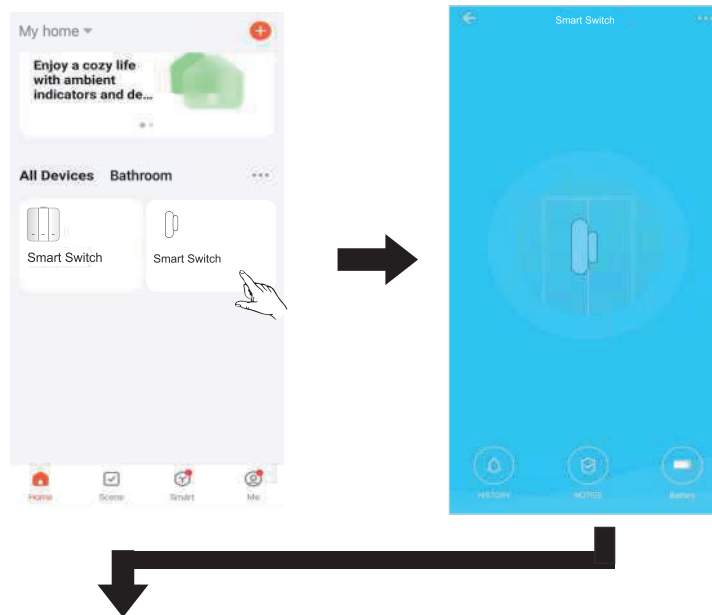 My home
Enjoy a cozy life
with ambient
indicators and de...
All Devices Bathroom
Smart Switch
Smart Switch
Home
Scene
Smart
Me
Smart Switch
HISTORY
NOTICE
Battery